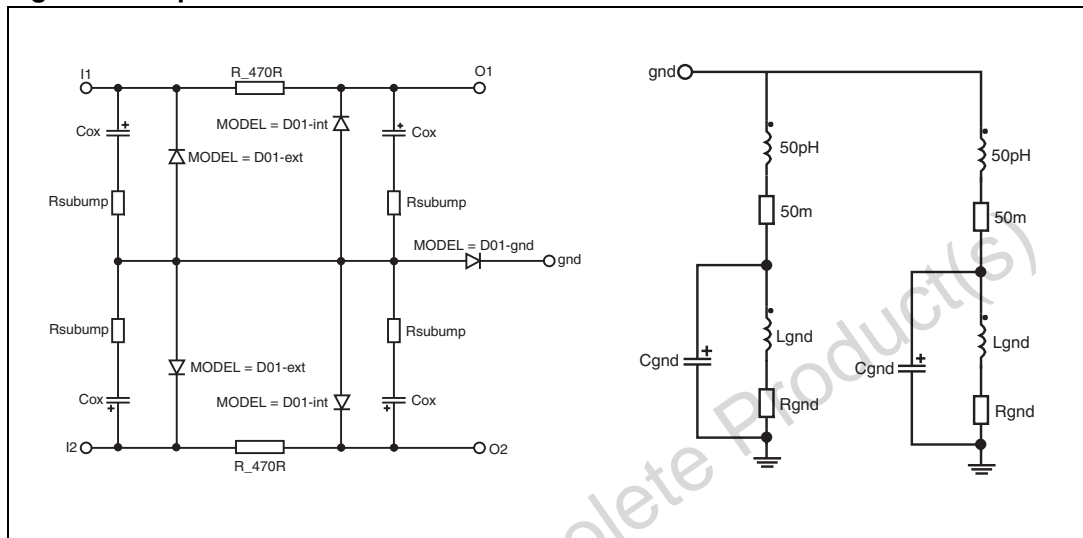 I1
R_470R
O1
Cox
MODEL = D01-int
Cox
MODEL = D01-ext
Rsubump
Rsubump
MODEL = D01-gnd
gnd
Rsubump
Rsubump
MODEL = D01-ext
Cox
MODEL = D01-int
Cox
I2
R_470R
O2
gnd
50pH
50pH
50m
50m
Lgnd
Lgnd
Cgnd
Cgnd
Rgnd
Rgnd
olete Product(s)